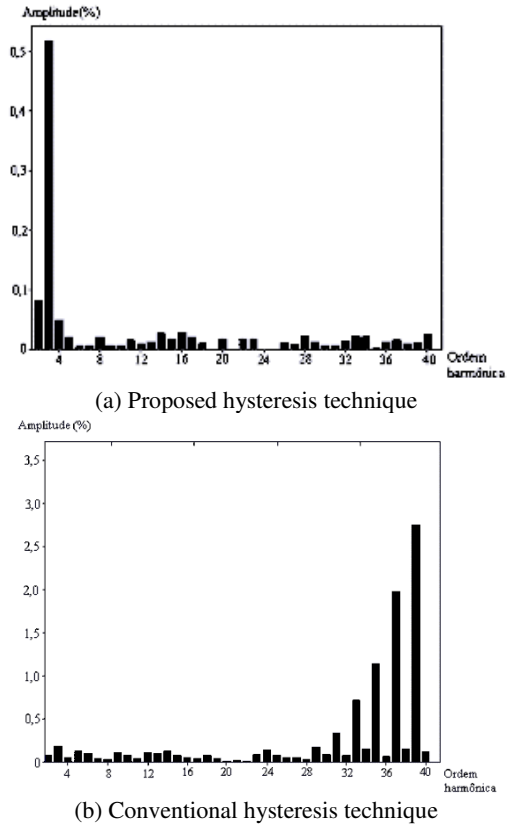 Amplitude(%)
0,5
0,4
0,3
0,2
0,1
0
4 8 12 16 20 24 28 32 36 40
Ordem
harmônica
(a) Proposed hysteresis technique
Amplitude (%)
3,5
3,0
2,0
1,5
1,0
0,5
0
4 8 12 16 20 24 28 32 36 40
Ordem
harmônica
(b) Conventional hysteresis technique